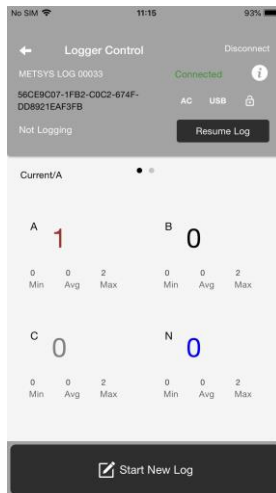 No SIM 11:15 93%
Logger Control Disconnect
METSYS LOG 00033 Connected i
56CE9C07-1FB2-C0C2-674F-
DD8921EAF3FB
AC USB
Not Logging Resume Log
Current/A
A 1 B 0
0 0 2 0 0 2
Min Avg Max Min Avg Max
C 0 N 0
0 0 2 0 0 2
Min Avg Max Min Avg Max
Start New Log